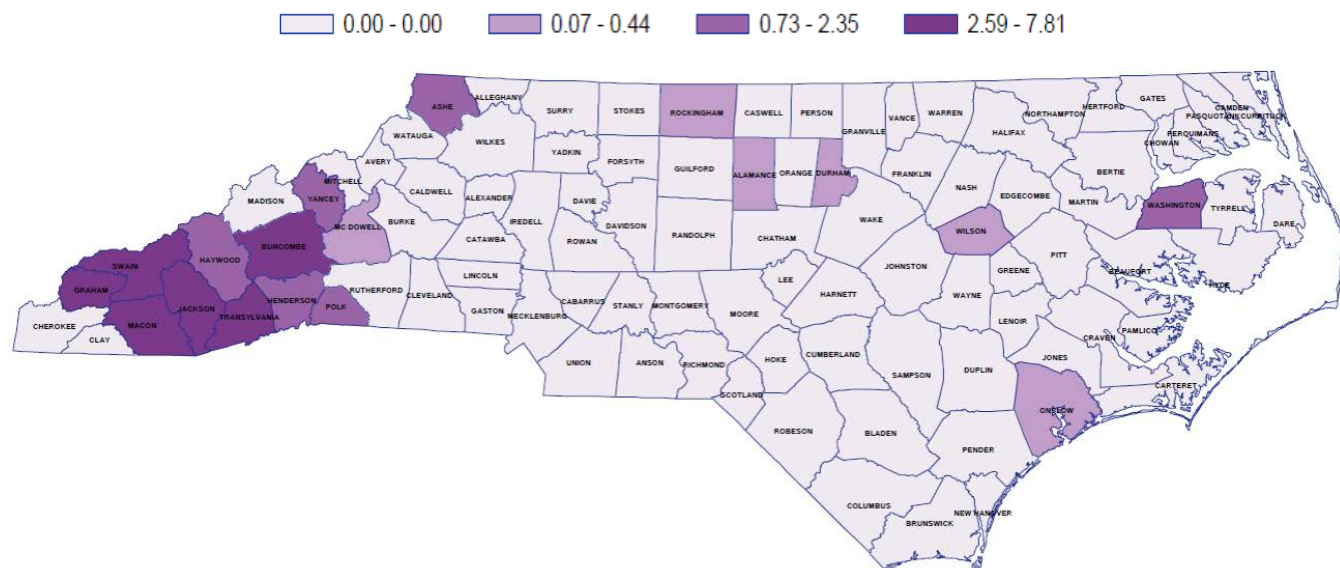 0.00 - 0.00 0.07 - 0.44 0.73 - 2.35 2.59 - 7.81
ASHE
ALLEGHANY
SURRY
STOKES
ROCKINGHAM
CASWELL
PERSON
GRANVILLE
VANCE
WARREN
NORTHAMPTON
HERTFORD
GATES
CAMDEN
PASQUOTANK
CURRITUCK
PERQUIMANS
CHOWAN
HALIFAX
WATAUGA
WILKES
YADKIN
FORSYTH
GUILFORD
ALAMANCE
ORANGE
DURHAM
FRANKLIN
NASH
EDGECOMBE
BERTIE
MARTIN
WASHINGTON
TYRRELL
DARE
AVERY
MITCHELL
YANCEY
MADISON
CALDWELL
ALEXANDER
DAVIE
IREDELL
DAVIDSON
RANDOLPH
CHATHAM
WAKE
WILSON
PITT
BEAUFORT
HYDE
MC DOWELL
BURKE
CATAWBA
ROWAN
BUNCOMBE
HAYWOOD
SWAIN
GRAHAM
JACKSON
MACON
TRANSYLVANIA
HENDERSON
POLK
RUTHERFORD
CLEVELAND
LINCOLN
GASTON
MECKLENBURG
CABARRUS
STANLY
MONTGOMERY
MOORE
LEE
HARNETT
JOHNSTON
WAYNE
GREENE
LENOIR
CRAVEN
PAMLICO
JONES
CARTERET
CHEROKEE
CLAY
UNION
ANSON
RICHMOND
SCOTLAND
HOKE
CUMBERLAND
SAMPSON
DUPLIN
ONSLOW
ROBESON
BLADEN
PENDER
COLUMBUS
BRUNSWICK
NEW HANOVER